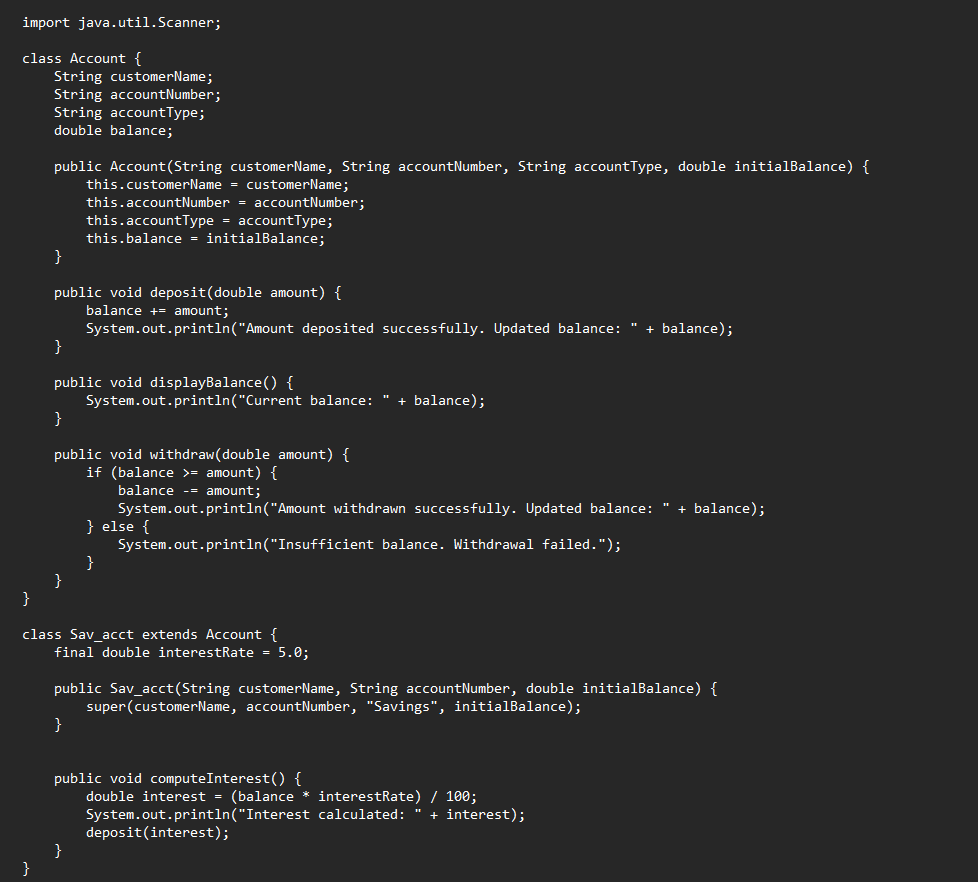 import java.util.Scanner;

class Account {
    String customerName;
    String accountNumber;
    String accountType;
    double balance;

    public Account(String customerName, String accountNumber, String accountType, double initialBalance) {
        this.customerName = customerName;
        this.accountNumber = accountNumber;
        this.accountType = accountType;
        this.balance = initialBalance;
    }

    public void deposit(double amount) {
        balance += amount;
        System.out.println("Amount deposited successfully. Updated balance: " + balance);
    }

    public void displayBalance() {
        System.out.println("Current balance: " + balance);
    }

    public void withdraw(double amount) {
        if (balance >= amount) {
            balance -= amount;
            System.out.println("Amount withdrawn successfully. Updated balance: " + balance);
        } else {
            System.out.println("Insufficient balance. Withdrawal failed.");
        }
    }
}

class Sav_acct extends Account {
    final double interestRate = 5.0;

    public Sav_acct(String customerName, String accountNumber, double initialBalance) {
        super(customerName, accountNumber, "Savings", initialBalance);
    }


    public void computeInterest() {
        double interest = (balance * interestRate) / 100;
        System.out.println("Interest calculated: " + interest);
        deposit(interest);
    }
}